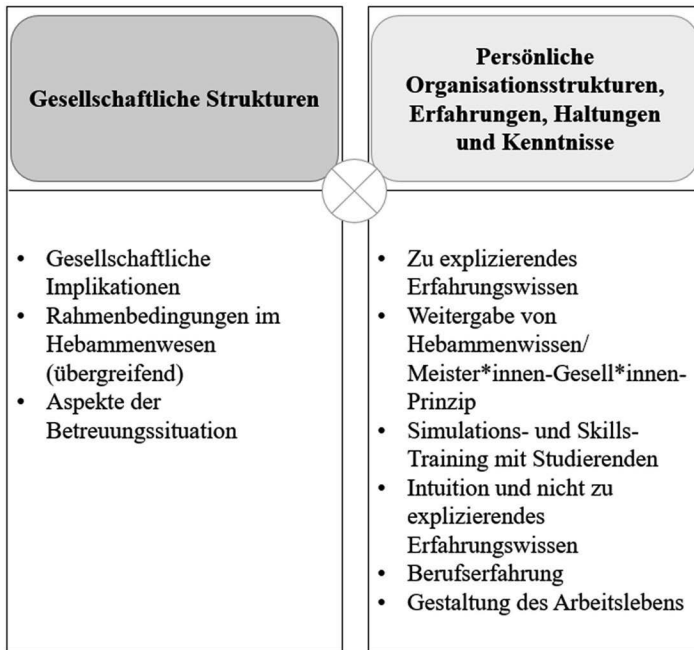 Gesellschaftliche Strukturen
Persönliche
Organisationsstrukturen,
Erfahrungen, Haltungen
und Kenntnisse
• Gesellschaftliche
Implikationen
• Rahmenbedingungen im
Hebammenwesen
(übergreifend)
• Aspekte der
Betreuungssituation
• Zu explizierendes
Erfahrungswissen
• Weitergabe von
Hebammenwissen/
Meister*innen-Gesell*innen-
Prinzip
• Simulations- und Skills-
Training mit Studierenden
• Intuition und nicht zu
explizierendes
Erfahrungswissen
• Berufserfahrung
• Gestaltung des Arbeitslebens